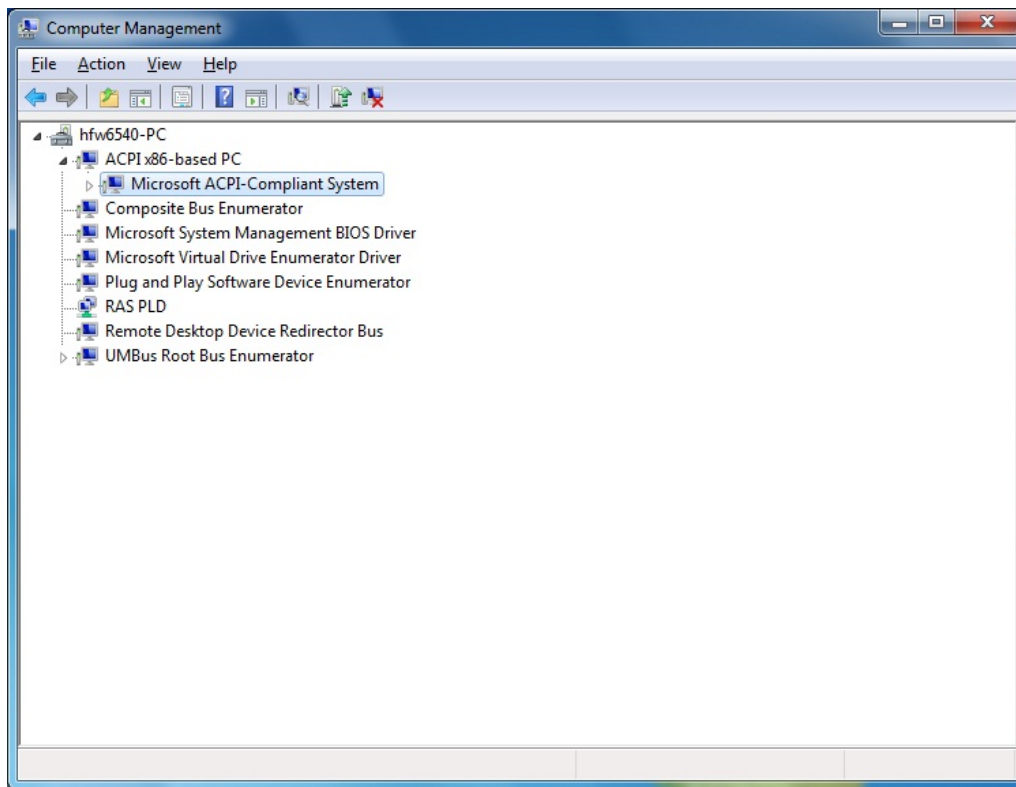 Computer Management
File Action View Help
hfw6540-PC
ACPI x86-based PC
Microsoft ACPI-Compliant System
Composite Bus Enumerator
Microsoft System Management BIOS Driver
Microsoft Virtual Drive Enumerator Driver
Plug and Play Software Device Enumerator
RAS PLD
Remote Desktop Device Redirector Bus
UMBus Root Bus Enumerator